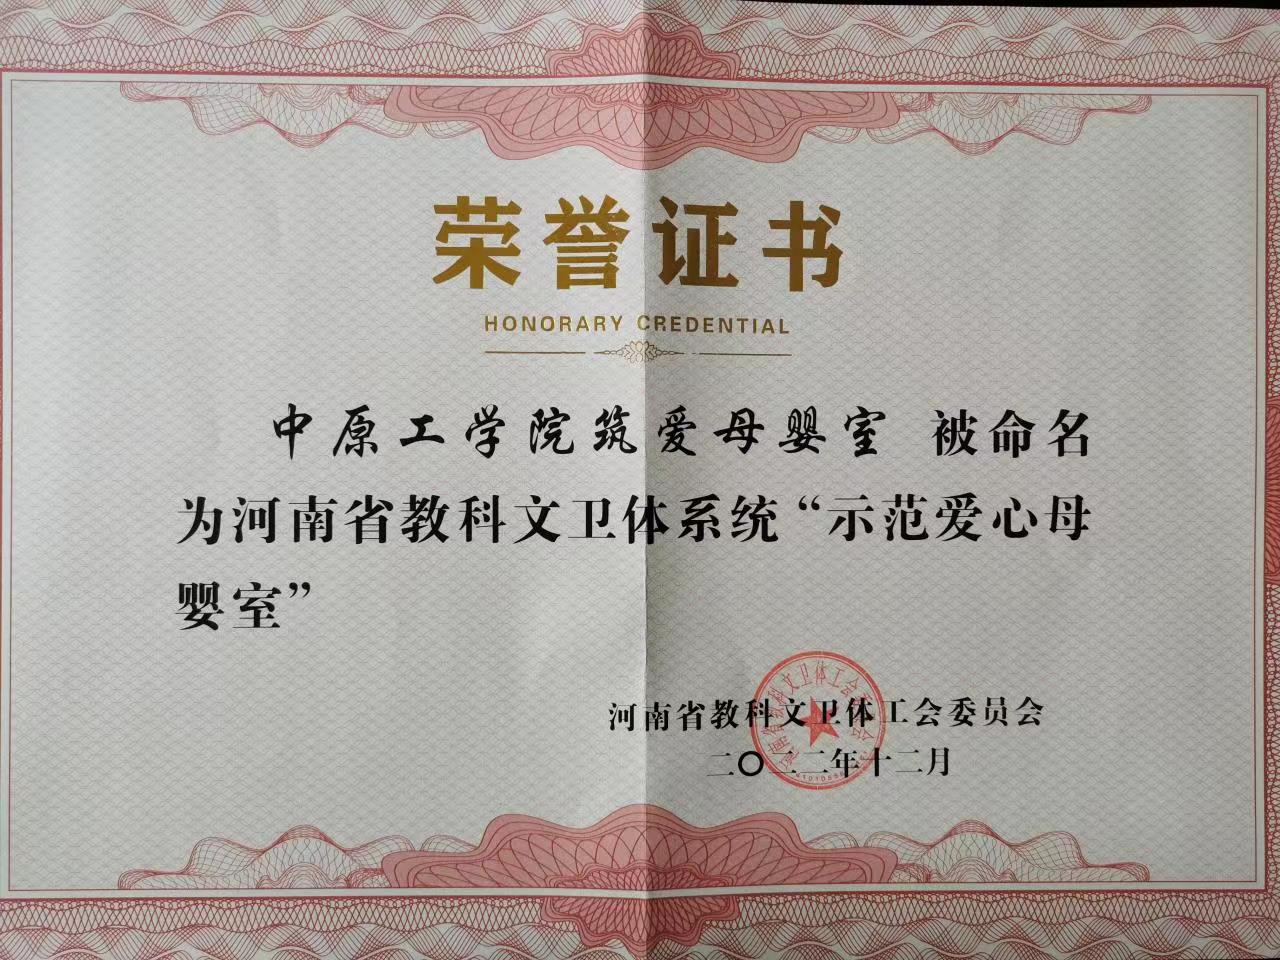 荣誉证书
HONORARY CREDENTIAL
中原工学院筑爱母婴室 被命名
为河南省教科文卫体系统“示范爱心母
婴室”
河南省教科文卫体工会委员会
二〇二二年十二月